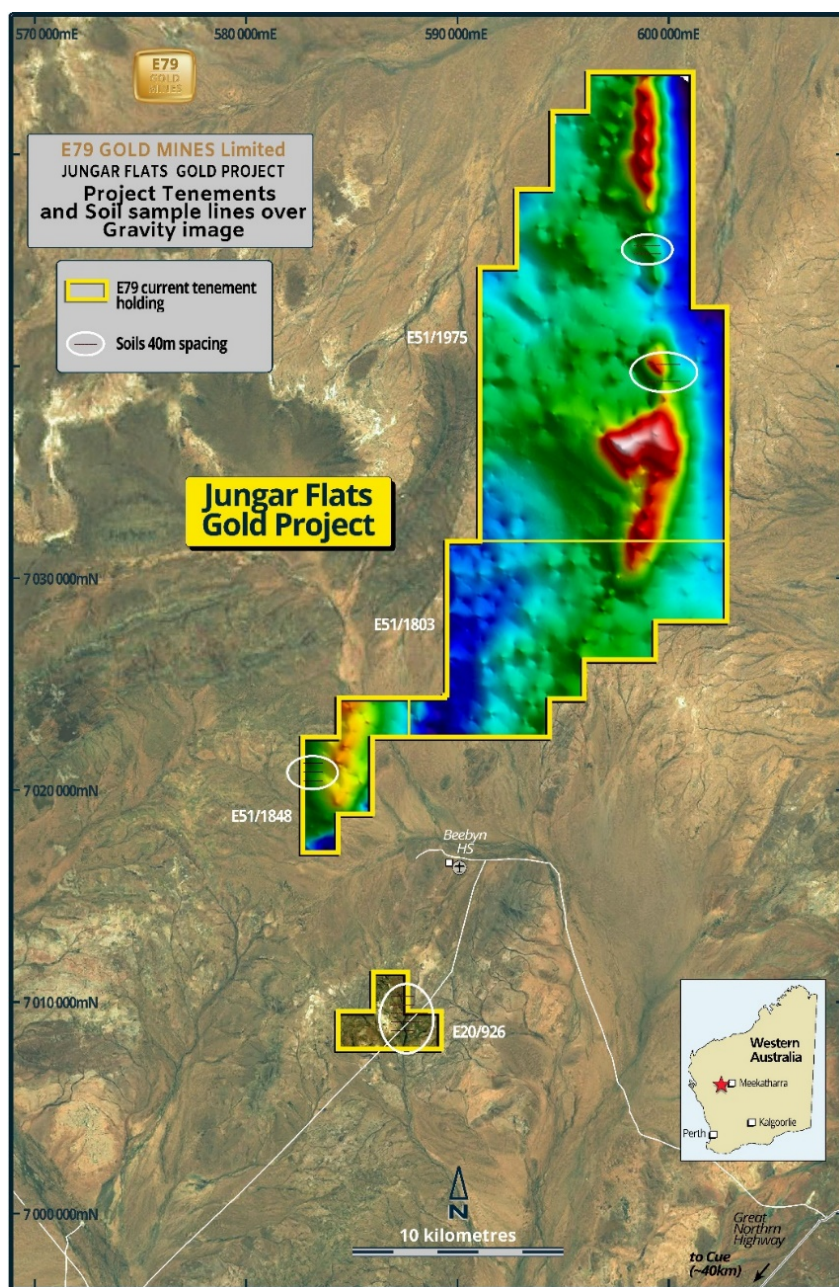 570 000mE
580 000mE
590 000mE
600 000mE
E79
GOLD
MINES
E79 GOLD MINES Limited
JUNGAR FLATS GOLD PROJECT
Project Tenements
and Soil sample lines over
Gravity image
E79 current tenement
holding
Soils 40m spacing
E51/1975
Jungar Flats
Gold Project
7 030 000mN
E51/1803
7 020 000mN
E51/1848
Beebyn
HS
7 010 000mN
E20/926
Western
Australia
Meekatharra
Kalgoorlie
Perth
7 000 000mN
N
10 kilometres
Great
Northrn
Highway
to Cue
(~40km)